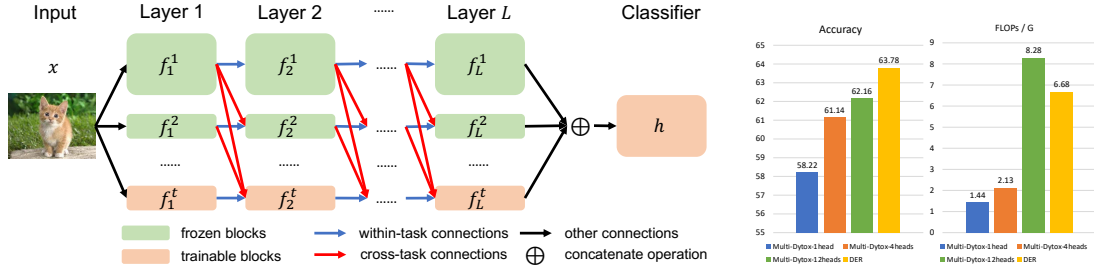 Input Layer 1 Layer 2 ...... Layer L Classifier
x
f_1^1 f_2^1 ...... f_L^1
f_1^2 f_2^2 ...... f_L^2
h
...... ...... ......
f_1^t f_2^t ...... f_L^t
frozen blocks within-task connections other connections
trainable blocks cross-task connections concatenate operation
Accuracy
65
64
63
62
61
60
59
58
57
56
55
58.22
61.14
62.16
63.78
Multi-Dytox-1head Multi-Dytox-4heads
Multi-Dytox-12heads DER
FLOPs / G
9
8
7
6
5
4
3
2
1
0
1.44
2.13
8.28
6.68
Multi-Dytox-1head Multi-Dytox-4heads
Multi-Dytox-12heads DER